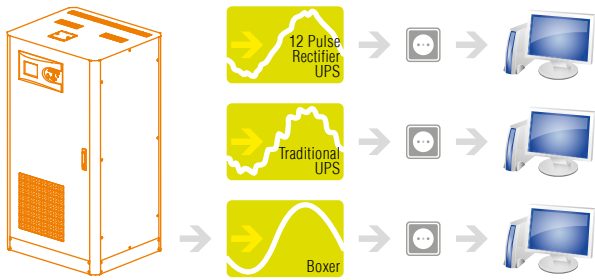 12 Pulse
Rectifier
UPS
Traditional
UPS
Boxer